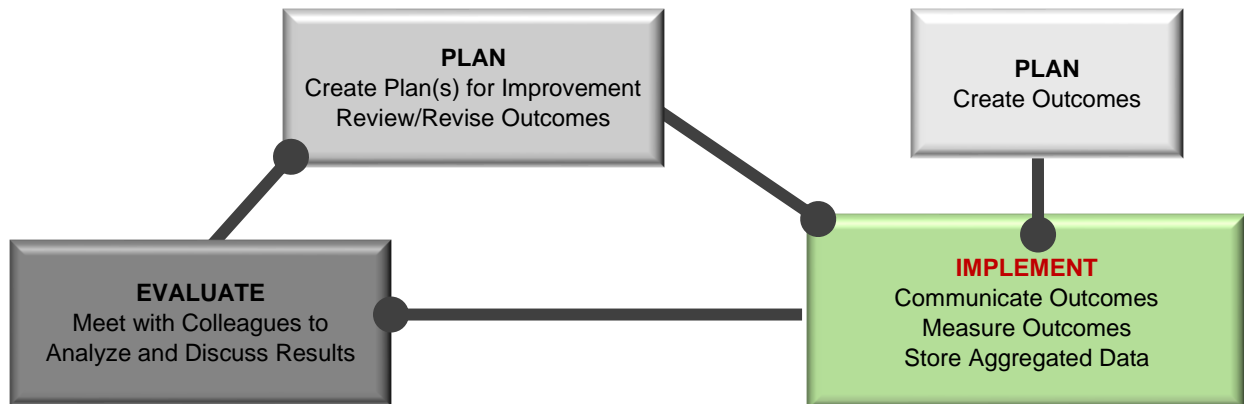 PLAN
Create Plan(s) for Improvement
Review/Revise Outcomes
PLAN
Create Outcomes
EVALUATE
Meet with Colleagues to
Analyze and Discuss Results
IMPLEMENT
Communicate Outcomes
Measure Outcomes
Store Aggregated Data